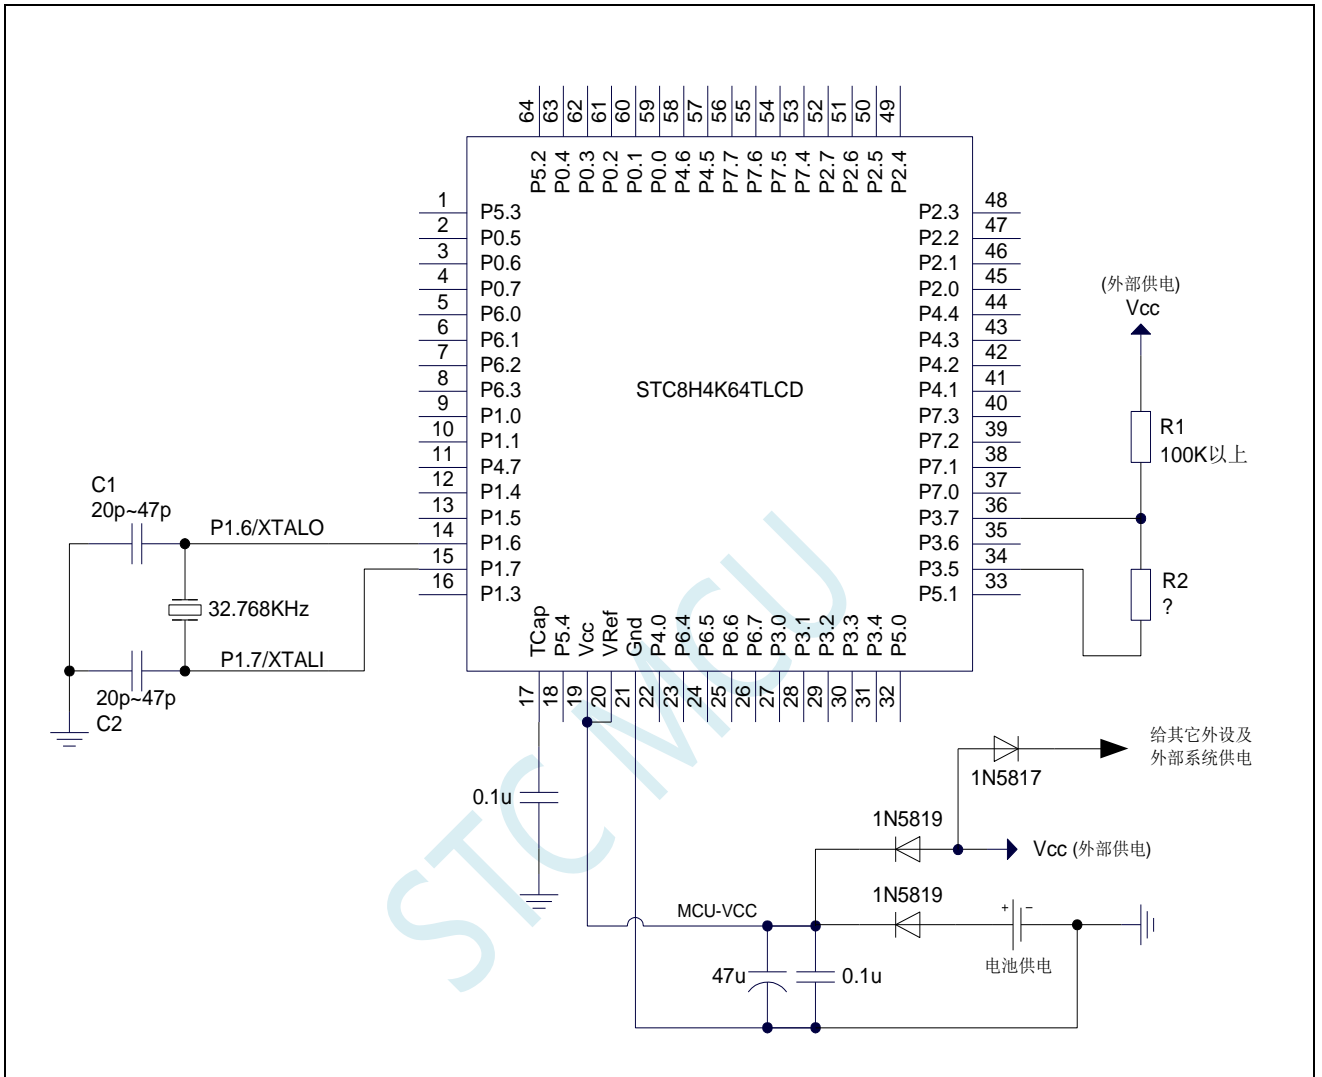 64 63 62 61 60 59 58 57 56 55 54 53 52 51 50 49
P5.2 P0.4 P0.3 P0.2 P0.1 P0.0 P4.6 P4.5 P7.7 P7.6 P7.5 P7.4 P2.7 P2.6 P2.5 P2.4
1 P5.3
2 P0.5
3 P0.6
4 P0.7
5 P6.0
6 P6.1
7 P6.2
8 P6.3
9 P1.0
10 P1.1
11 P4.7
12 P1.4
13 P1.5
14 P1.6
15 P1.7
16 P1.3
STC8H4K64TLCD
P2.3 48
P2.2 47
P2.1 46
P2.0 45
P4.4 44
P4.3 43
P4.2 42
P4.1 41
P7.3 40
P7.2 39
P7.1 38
P7.0 37
P3.7 36
P3.6 35
P3.5 34
P5.1 33
TCap P5.4 Vcc VRef Gnd P4.0 P6.4 P6.5 P6.6 P6.7 P3.0 P3.1 P3.2 P3.3 P3.4 P5.0
17 18 19 20 21 22 23 24 25 26 27 28 29 30 31 32
(外部供电)
Vcc
R1
100K以上
R2
?
C1
20p~47p
P1.6/XTALO
32.768KHz
P1.7/XTALI
20p~47p
C2
0.1u
给其它外设及
外部系统供电
1N5817
1N5819
Vcc (外部供电)
1N5819
MCU-VCC
+ −
电池供电
47u
0.1u
STC MCU